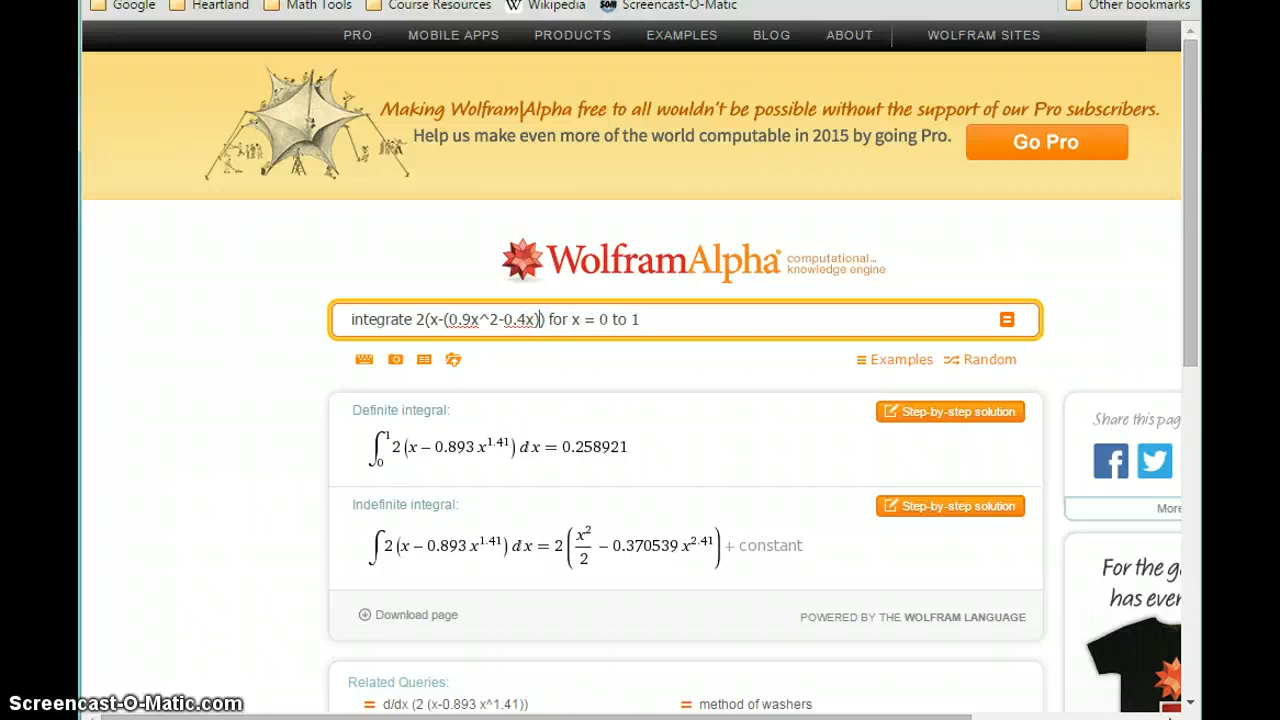 Google Heartland Math Tools Course Resources W Wikipedia SOM Screencast-O-Matic Other bookmarks
PRO MOBILE APPS PRODUCTS EXAMPLES BLOG ABOUT WOLFRAM SITES
Making Wolfram|Alpha free to all wouldn't be possible without the support of our Pro subscribers.
Help us make even more of the world computable in 2015 by going Pro. Go Pro
WolframAlpha computational... knowledge engine
integrate 2(x-(0.9x^2-0.4x)) for x = 0 to 1
Examples Random
Definite integral: Step-by-step solution
∫₀¹ 2 (x − 0.893 x^1.41) dx = 0.258921
Indefinite integral: Step-by-step solution
∫ 2 (x − 0.893 x^1.41) dx = 2 (x^2/2 − 0.370539 x^2.41) + constant
Download page POWERED BY THE WOLFRAM LANGUAGE
Related Queries:
= d/dx (2 (x-0.893 x^1.41)) = method of washers
Share this pag
f
More
For the g
has ever
Screencast-O-Matic.com